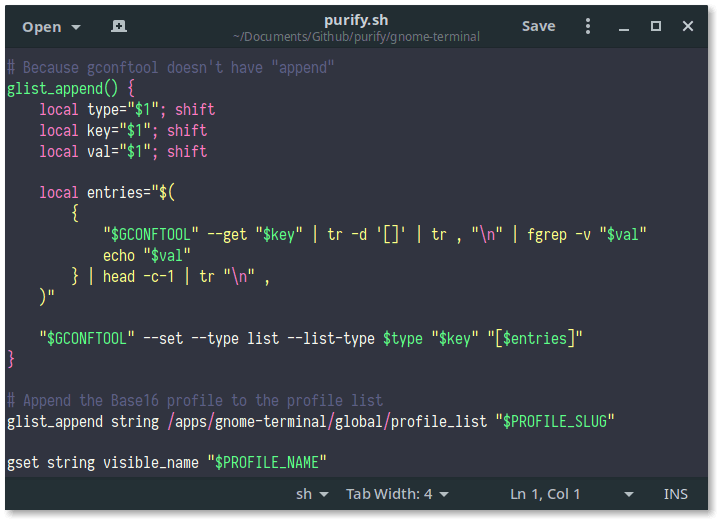 Open
purify.sh
~/Documents/Github/purify/gnome-terminal
Save
# Because gconftool doesn't have "append"
glist_append() {
    local type="$1"; shift
    local key="$1"; shift
    local val="$1"; shift

    local entries="$(
        {
            "$GCONFTOOL" --get "$key" | tr -d '[]' | tr , "\n" | fgrep -v "$val"
            echo "$val"
        } | head -c-1 | tr "\n" ,
    )"

    "$GCONFTOOL" --set --type list --list-type $type "$key" "[$entries]"
}

# Append the Base16 profile to the profile list
glist_append string /apps/gnome-terminal/global/profile_list "$PROFILE_SLUG"

gset string visible_name "$PROFILE_NAME"
sh Tab Width: 4 Ln 1, Col 1 INS